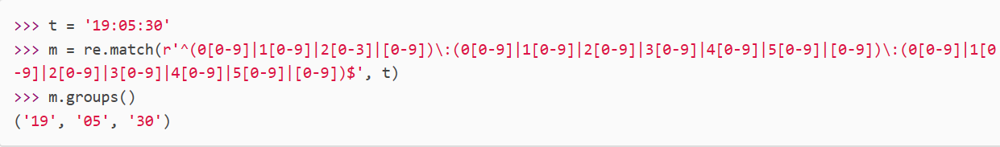 >>> t = '19:05:30'
>>> m = re.match(r'^(0[0-9]|1[0-9]|2[0-3]|[0-9])\:(0[0-9]|1[0-9]|2[0-9]|3[0-9]|4[0-9]|5[0-9]|[0-9])\:(0[0-9]|1[0
-9]|2[0-9]|3[0-9]|4[0-9]|5[0-9]|[0-9])$', t)
>>> m.groups()
('19', '05', '30')